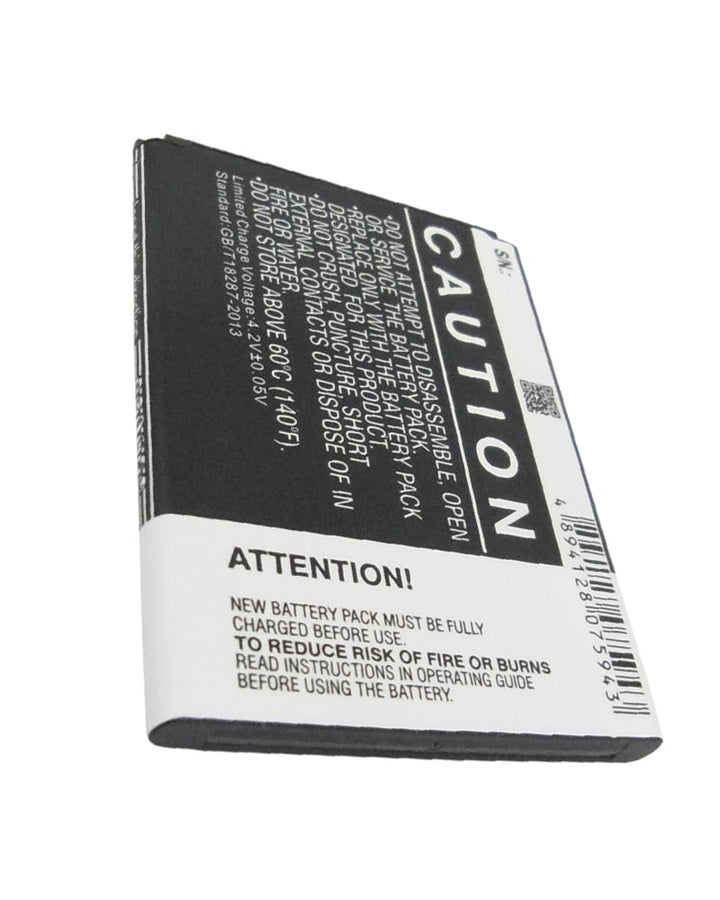 S/N:
CAUTION
•DO NOT ATTEMPT TO DISASSEMBLE, OPEN
OR SERVICE THE BATTERY PACK.
•REPLACE ONLY WITH THE BATTERY PACK
DESIGNATED FOR THIS PRODUCT.
•DO NOT CRUSH, PUNCTURE, SHORT
EXTERNAL CONTACTS OR DISPOSE OF IN
FIRE OR WATER.
•DO NOT STORE ABOVE 60°C (140°F).
Limited Charge Voltage:4.2V±0.05V
Standard:GB/T18287-2013
4 894128 075943
ATTENTION!
NEW BATTERY PACK MUST BE FULLY
CHARGED BEFORE USE.
TO REDUCE RISK OF FIRE OR BURNS
READ INSTRUCTIONS IN OPERATING GUIDE
BEFORE USING THE BATTERY.